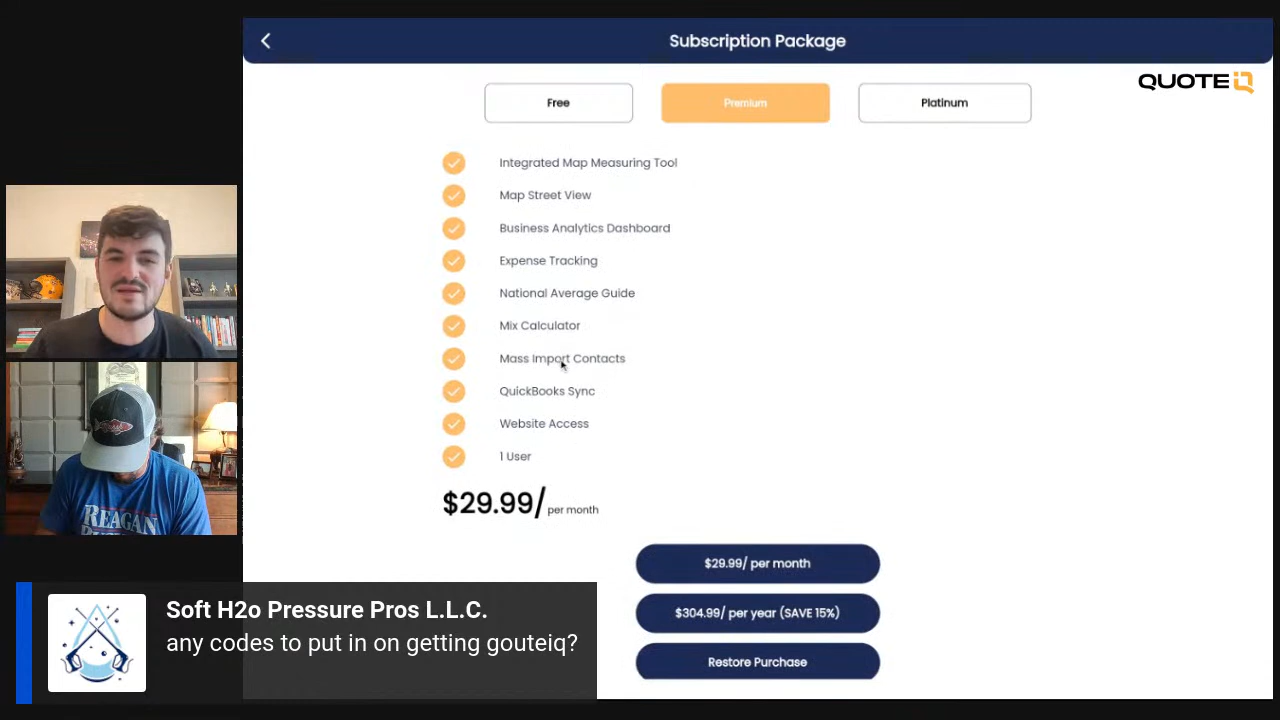 Subscription Package
QUOTE IQ
Free
Premium
Platinum
Integrated Map Measuring Tool
Map Street View
Business Analytics Dashboard
Expense Tracking
National Average Guide
Mix Calculator
Mass Import Contacts
QuickBooks Sync
Website Access
1 User
$29.99/ per month
$29.99/ per month
$304.99/ per year (SAVE 15%)
Restore Purchase
REAGAN
Soft H2o Pressure Pros L.L.C.
any codes to put in on getting gouteiq?